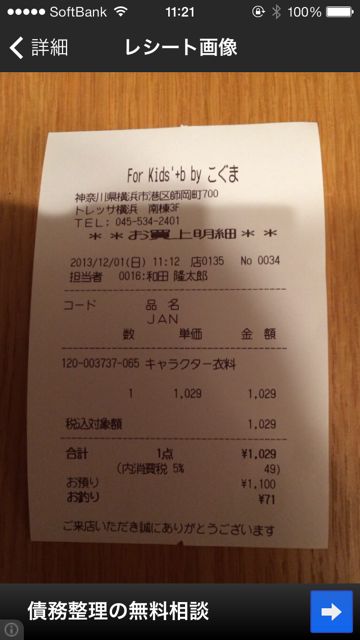 SoftBank 11:21 100%
詳細 レシート画像
For Kids'+b by こぐま
神奈川県横浜市港区師岡町700
トレッサ横浜 南棟3F
TEL: 045-534-2401
**お買上明細**
2013/12/01(日) 11:12 店0135 No 0034
担当者 0016:和田 隆太郎
コード 品 名
JAN
数 単価 金 額
120-003737-065 キャラクター衣料
1 1,029 1,029
税込対象額 1,029
合計 1点 ¥1,029
(内消費税 5% 49)
お預り ¥1,100
お釣り ¥71
ご来店いただき誠にありがとうございます
債務整理の無料相談